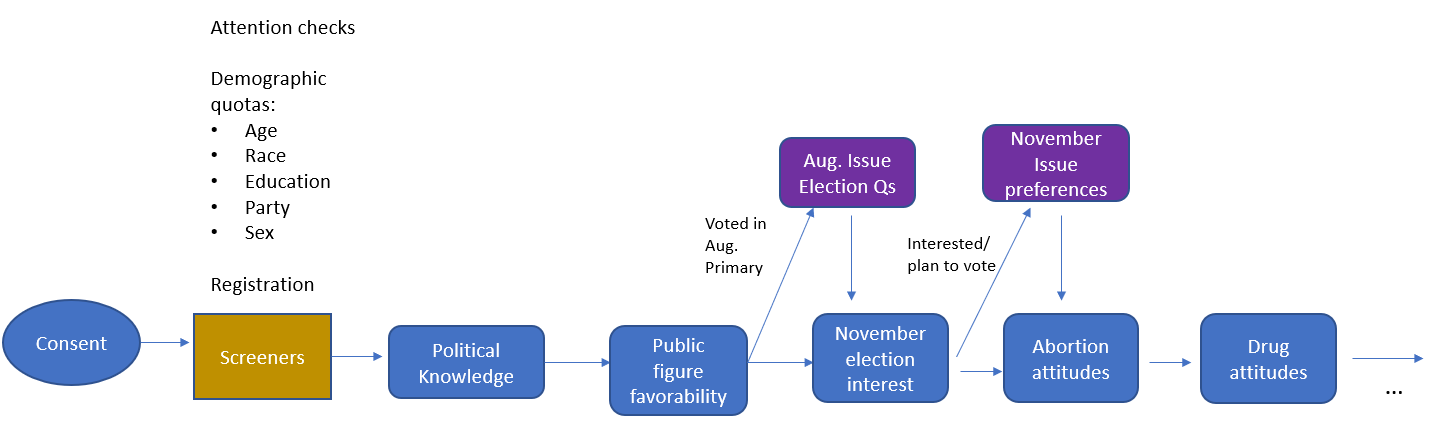 Attention checks
Demographic
quotas:
• Age
• Race
• Education
• Party
• Sex
Registration
Consent
Screeners
Political
Knowledge
Public
figure
favorability
Voted in
Aug.
Primary
Aug. Issue
Election Qs
November
election
interest
Interested/
plan to vote
November
Issue
preferences
Abortion
attitudes
Drug
attitudes
...